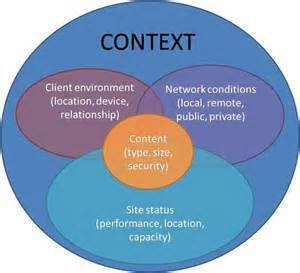 CONTEXT
Client environment
(location, device,
relationship)
Network conditions
(local, remote,
public, private)
Content
(type, size,
security)
Site status
(performance, location,
capacity)